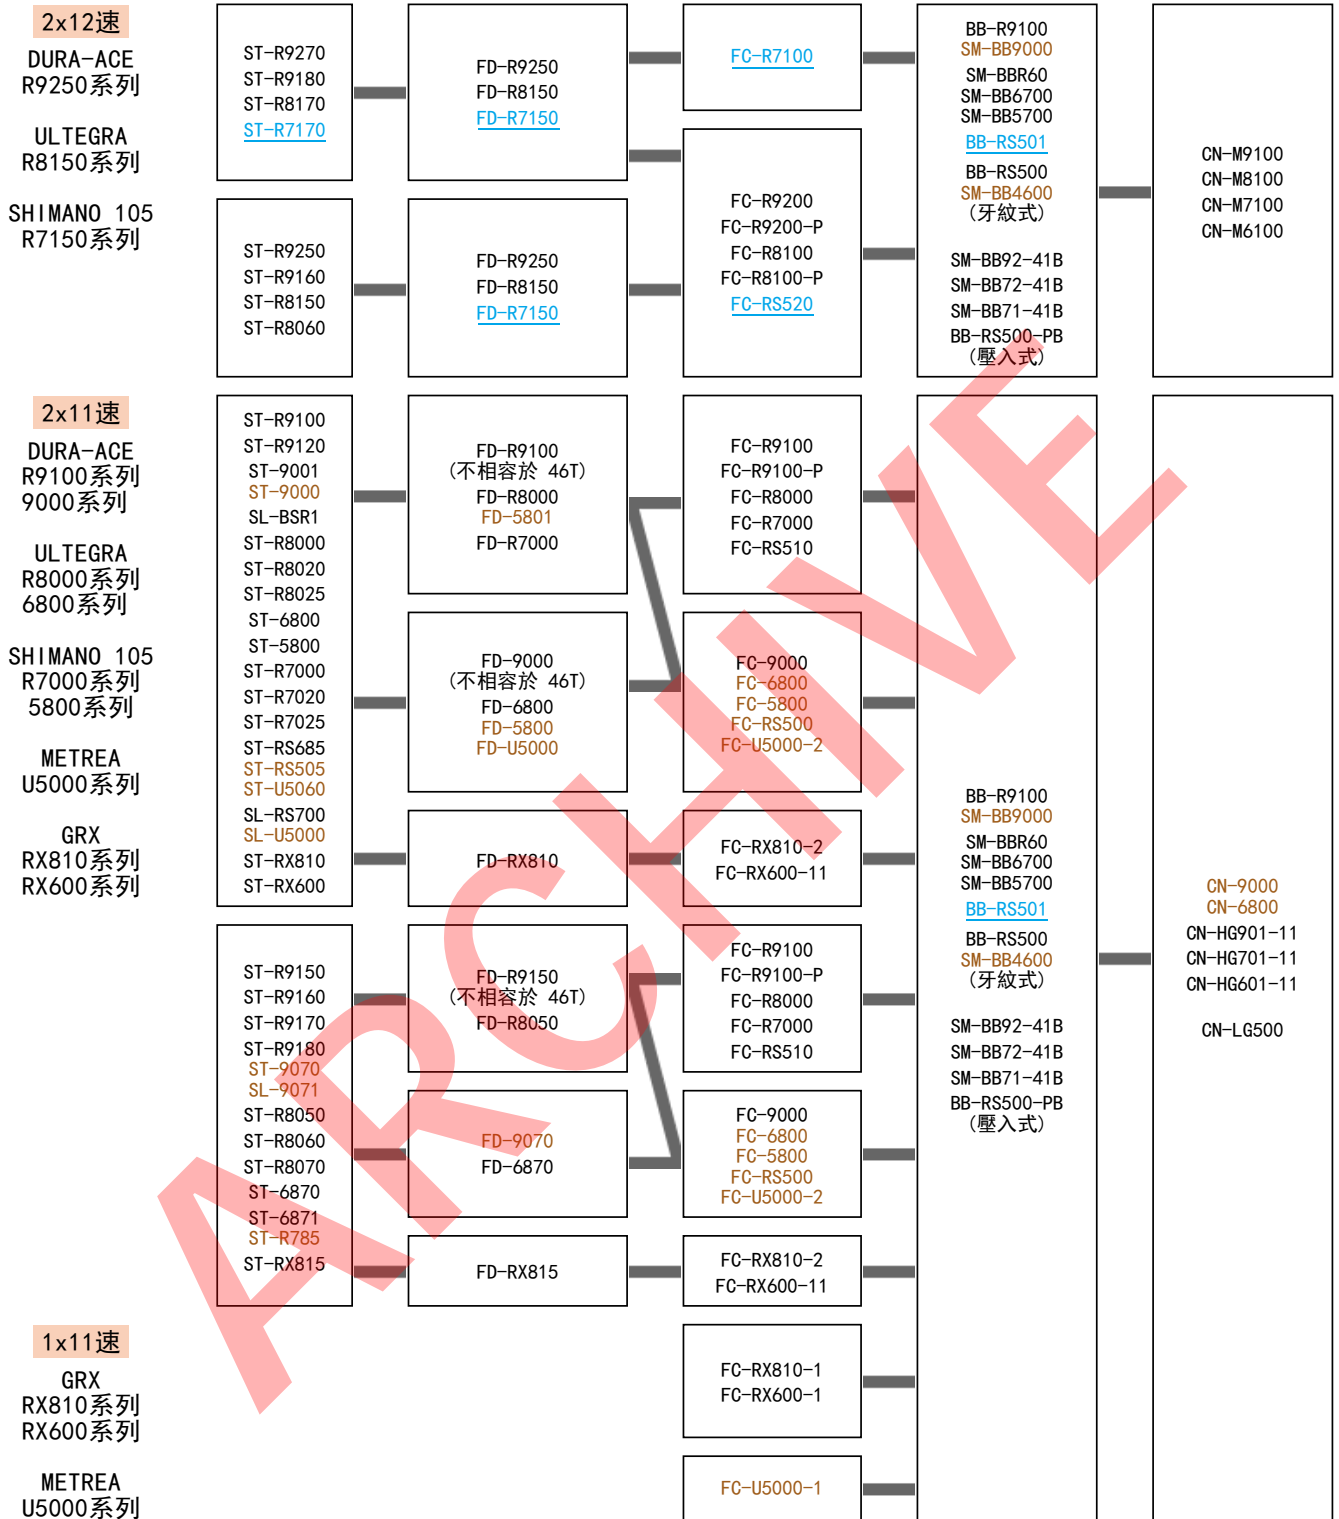 2x12速
DURA-ACE
R9250系列
ULTEGRA
R8150系列
SHIMANO 105
R7150系列
ST-R9270
ST-R9180
ST-R8170
ST-R7170
ST-R9250
ST-R9160
ST-R8150
ST-R8060
FD-R9250
FD-R8150
FD-R7150
FD-R9250
FD-R8150
FD-R7150
FC-R7100
FC-R9200
FC-R9200-P
FC-R8100
FC-R8100-P
FC-RS520
BB-R9100
SM-BB9000
SM-BBR60
SM-BB6700
SM-BB5700
BB-RS501
BB-RS500
SM-BB4600
(牙紋式)
SM-BB92-41B
SM-BB72-41B
SM-BB71-41B
BB-RS500-PB
(壓入式)
CN-M9100
CN-M8100
CN-M7100
CN-M6100
2x11速
DURA-ACE
R9100系列
9000系列
ULTEGRA
R8000系列
6800系列
SHIMANO 105
R7000系列
5800系列
METREA
U5000系列
GRX
RX810系列
RX600系列
ST-R9100
ST-R9120
ST-9001
ST-9000
SL-BSR1
ST-R8000
ST-R8020
ST-R8025
ST-6800
ST-5800
ST-R7000
ST-R7020
ST-R7025
ST-RS685
ST-RS505
ST-U5060
SL-RS700
SL-U5000
ST-RX810
ST-RX600
ST-R9150
ST-R9160
ST-R9170
ST-R9180
ST-9070
SL-9071
ST-R8050
ST-R8060
ST-R8070
ST-6870
ST-6871
ST-R785
ST-RX815
FD-R9100
(不相容於 46T)
FD-R8000
FD-5801
FD-R7000
FD-9000
(不相容於 46T)
FD-6800
FD-5800
FD-U5000
FD-RX810
FD-R9150
(不相容於 46T)
FD-R8050
FD-9070
FD-6870
FD-RX815
FC-R9100
FC-R9100-P
FC-R8000
FC-R7000
FC-RS510
FC-9000
FC-6800
FC-5800
FC-RS500
FC-U5000-2
FC-RX810-2
FC-RX600-11
FC-R9100
FC-R9100-P
FC-R8000
FC-R7000
FC-RS510
FC-9000
FC-6800
FC-5800
FC-RS500
FC-U5000-2
FC-RX810-2
FC-RX600-11
BB-R9100
SM-BB9000
SM-BBR60
SM-BB6700
SM-BB5700
BB-RS501
BB-RS500
SM-BB4600
(牙紋式)
SM-BB92-41B
SM-BB72-41B
SM-BB71-41B
BB-RS500-PB
(壓入式)
CN-9000
CN-6800
CN-HG901-11
CN-HG701-11
CN-HG601-11
CN-LG500
1x11速
GRX
RX810系列
RX600系列
METREA
U5000系列
FC-RX810-1
FC-RX600-1
FC-U5000-1
ARCHIVE